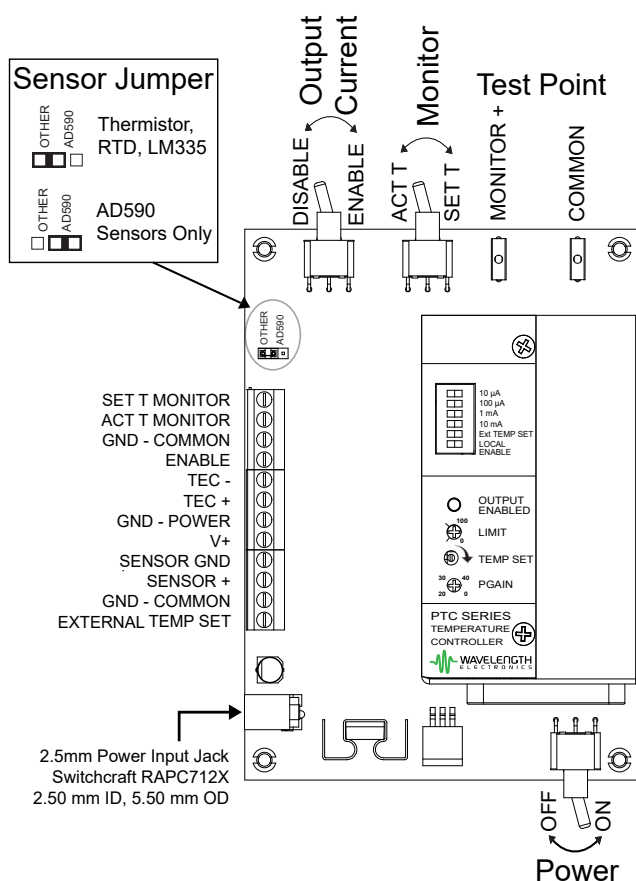 Sensor Jumper
OTHER
AD590
Thermistor,
RTD, LM335
OTHER
AD590
AD590
Sensors Only
Output
Current
DISABLE
ENABLE
Monitor
ACT T
SET T
Test Point
MONITOR +
COMMON
OTHER
AD590
SET T MONITOR
ACT T MONITOR
GND - COMMON
ENABLE
TEC -
TEC +
GND - POWER
V+
SENSOR GND
SENSOR +
GND - COMMON
EXTERNAL TEMP SET
10 µA
100 µA
1 mA
10 mA
Ext TEMP SET
LOCAL
ENABLE
OUTPUT
ENABLED
100
0
LIMIT
TEMP SET
30 40
20 0
PGAIN
PTC SERIES
TEMPERATURE
CONTROLLER
WAVELENGTH
ELECTRONICS
2.5mm Power Input Jack
Switchcraft RAPC712X
2.50 mm ID, 5.50 mm OD
OFF
ON
Power